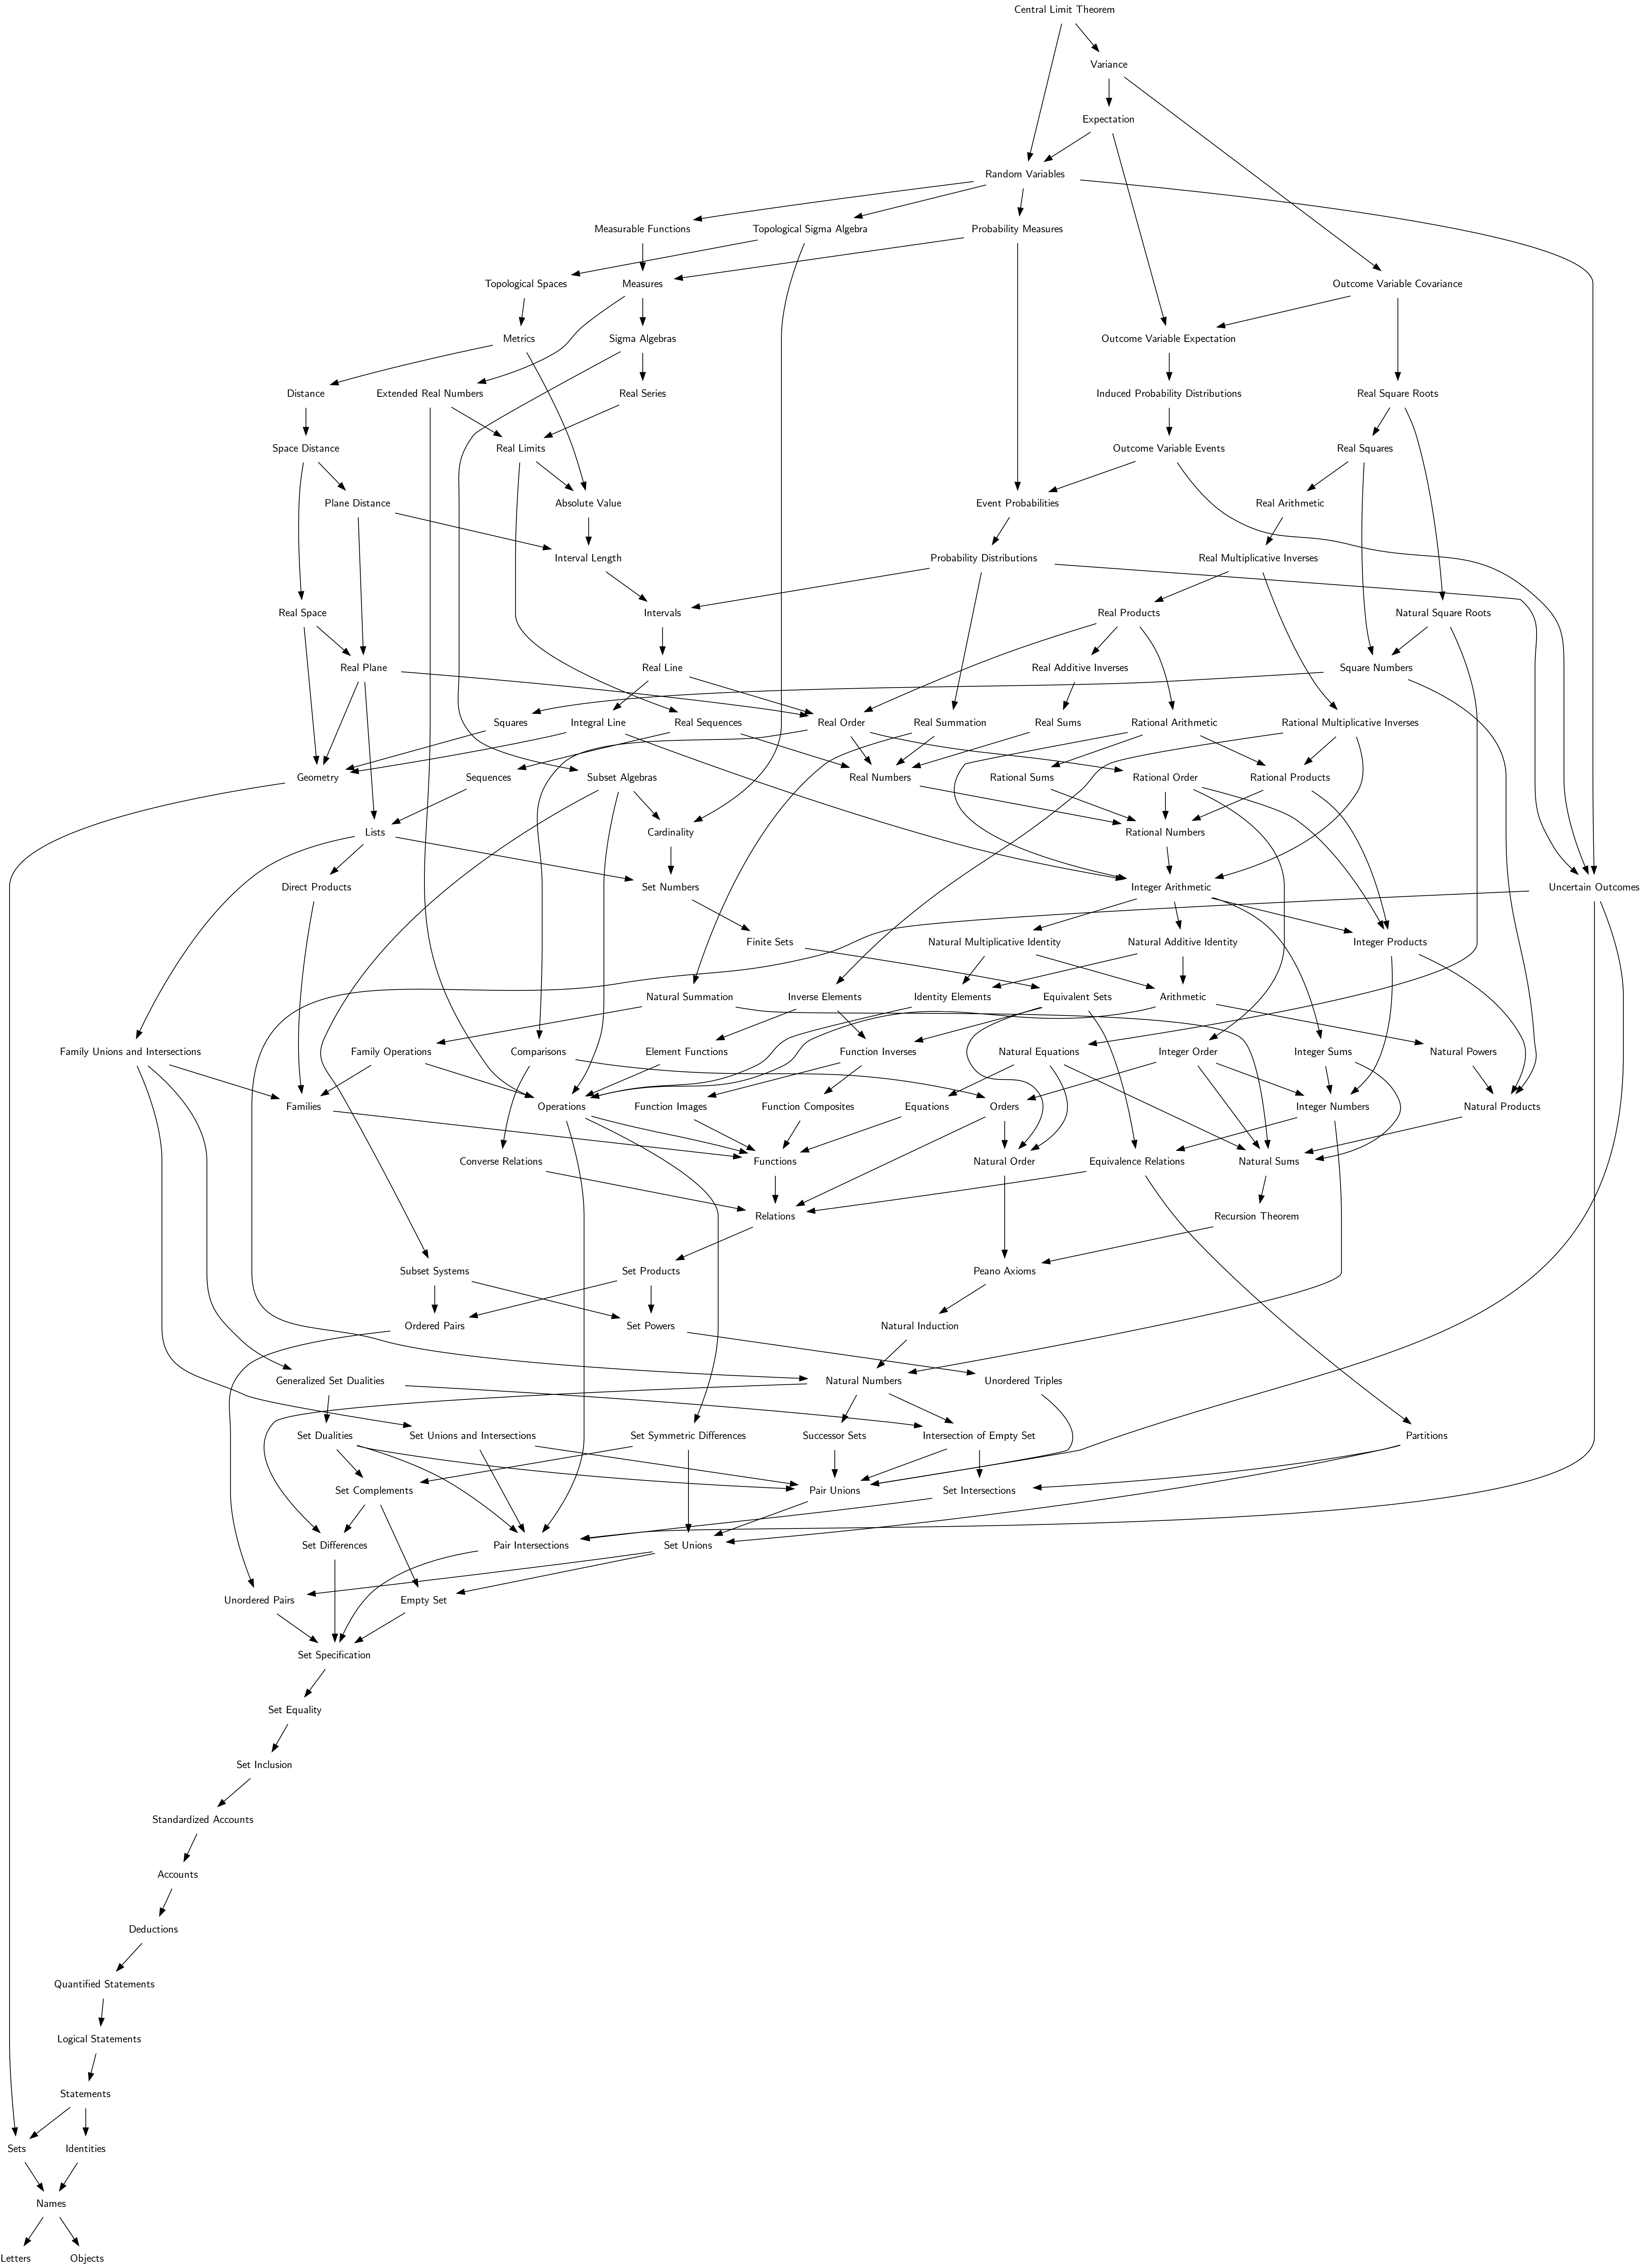 Central Limit Theorem
Variance
Expectation
Random Variables
Measurable Functions
Topological Sigma Algebra
Probability Measures
Topological Spaces
Measures
Outcome Variable Covariance
Metrics
Sigma Algebras
Outcome Variable Expectation
Distance
Extended Real Numbers
Real Series
Induced Probability Distributions
Real Square Roots
Space Distance
Real Limits
Outcome Variable Events
Real Squares
Plane Distance
Absolute Value
Event Probabilities
Real Arithmetic
Interval Length
Probability Distributions
Real Multiplicative Inverses
Real Space
Intervals
Real Products
Natural Square Roots
Real Plane
Real Line
Real Additive Inverses
Square Numbers
Squares
Integral Line
Real Sequences
Real Order
Real Summation
Real Sums
Rational Arithmetic
Rational Multiplicative Inverses
Geometry
Sequences
Subset Algebras
Real Numbers
Rational Sums
Rational Order
Rational Products
Lists
Cardinality
Rational Numbers
Direct Products
Set Numbers
Integer Arithmetic
Uncertain Outcomes
Finite Sets
Natural Multiplicative Identity
Natural Additive Identity
Integer Products
Natural Summation
Inverse Elements
Identity Elements
Equivalent Sets
Arithmetic
Family Unions and Intersections
Family Operations
Comparisons
Element Functions
Function Inverses
Natural Equations
Integer Order
Integer Sums
Natural Powers
Families
Operations
Function Images
Function Composites
Equations
Orders
Integer Numbers
Natural Products
Converse Relations
Functions
Natural Order
Equivalence Relations
Natural Sums
Relations
Recursion Theorem
Subset Systems
Set Products
Peano Axioms
Ordered Pairs
Set Powers
Natural Induction
Generalized Set Dualities
Natural Numbers
Unordered Triples
Set Dualities
Set Unions and Intersections
Set Symmetric Differences
Successor Sets
Intersection of Empty Set
Partitions
Set Complements
Pair Unions
Set Intersections
Set Differences
Pair Intersections
Set Unions
Unordered Pairs
Empty Set
Set Specification
Set Equality
Set Inclusion
Standardized Accounts
Accounts
Deductions
Quantified Statements
Logical Statements
Statements
Sets
Identities
Names
Letters
Objects